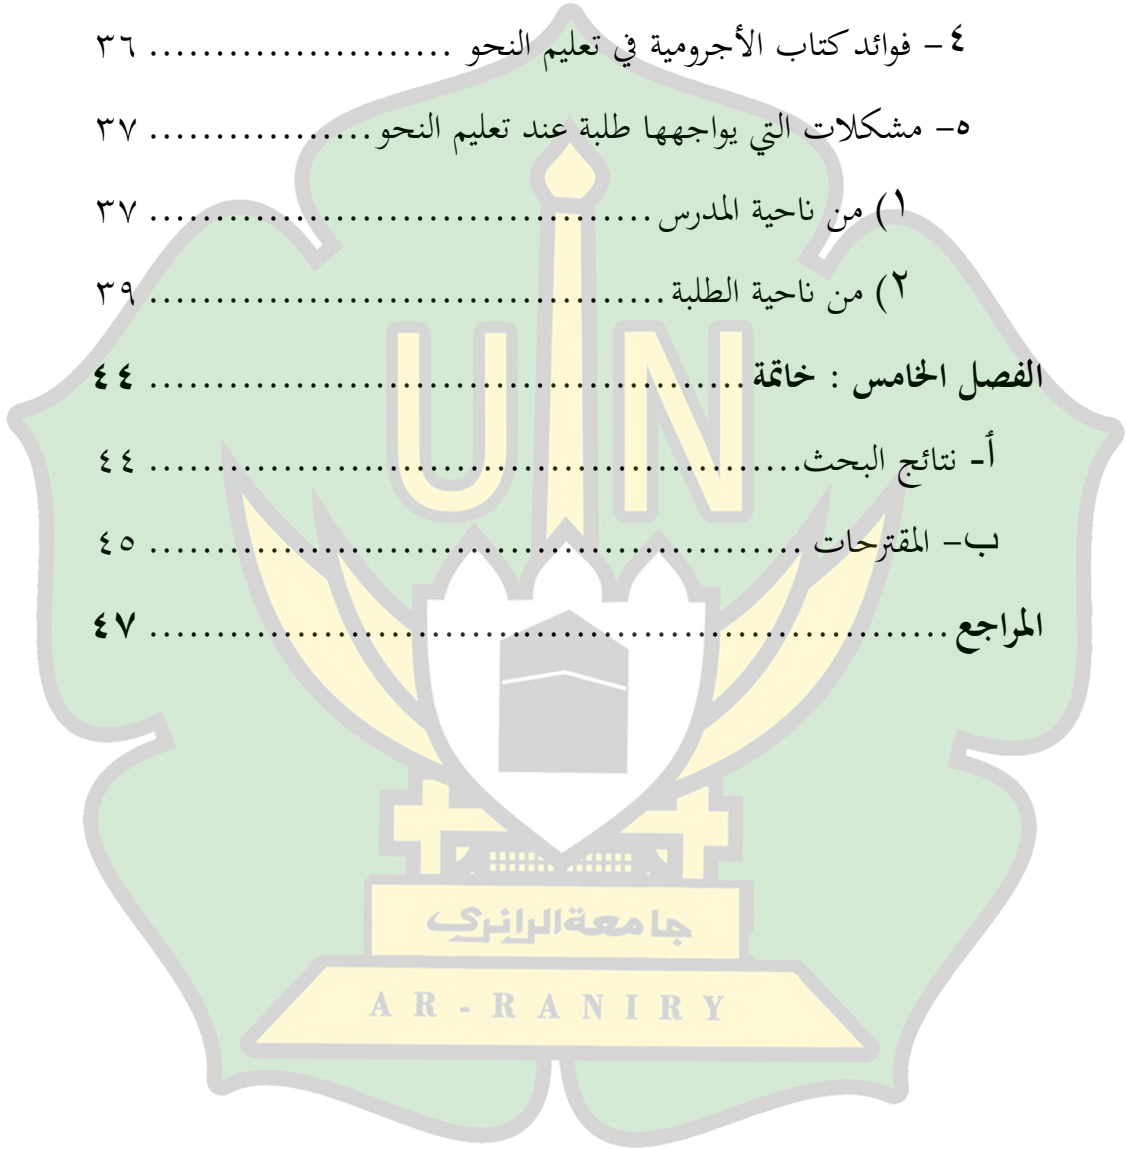 ٤- فوائد كتاب الأجرومية في تعليم النحو ....................... ٣٦
٥- مشكلات التي يواجهها طلبة عند تعليم النحو ................. ٣٧
١) من ناحية المدرس ...................................... ٣٧
٢) من ناحية الطلبة ....................................... ٣٩
الفصل الخامس : خاتمة ............................................. ٤٤
أ- نتائج البحث................................................. ٤٤
ب- المقترحات ................................................. ٤٥
المراجع ............................................................ ٤٧
UIN
جامعة الرانري
AR-RANIRY